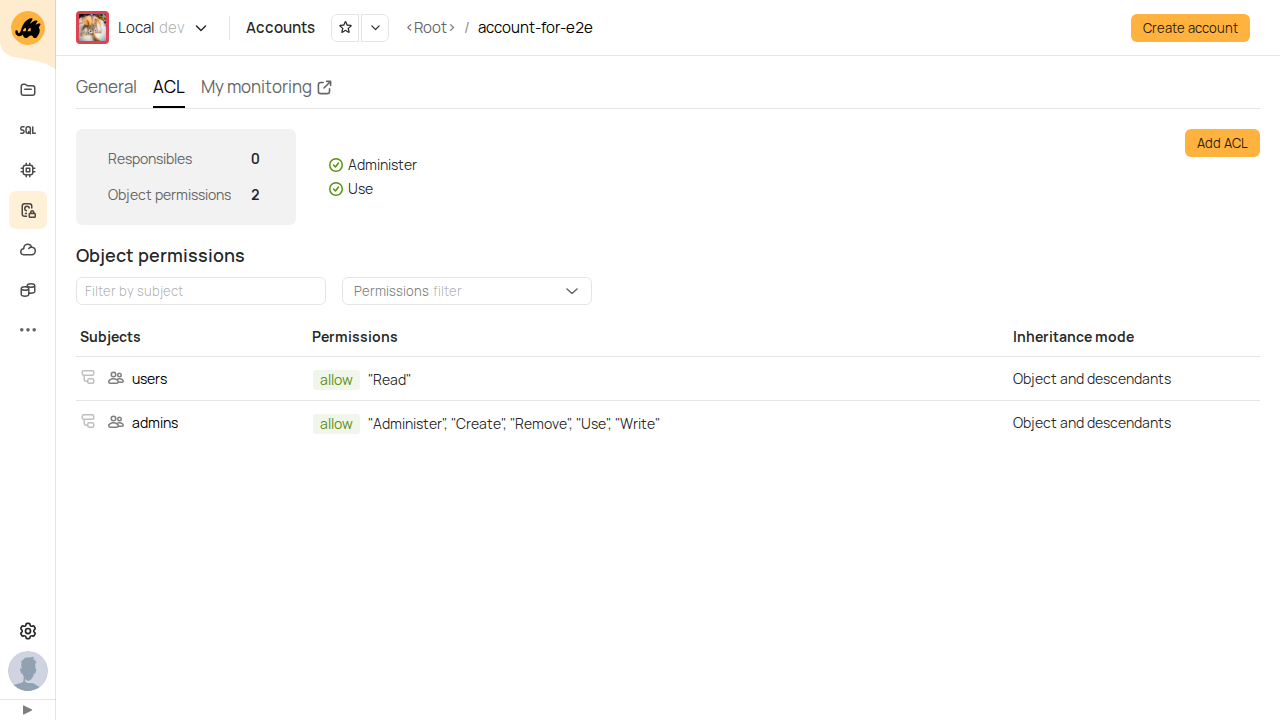 Local dev
Accounts
<Root> / account-for-e2e
Create account
SQL
General ACL My monitoring
Responsibles 0
Object permissions 2
Administer
Use
Add ACL
Object permissions
Filter by subject
Permissions filter
Subjects Permissions Inheritance mode
users allow "Read" Object and descendants
admins allow "Administer", "Create", "Remove", "Use", "Write" Object and descendants